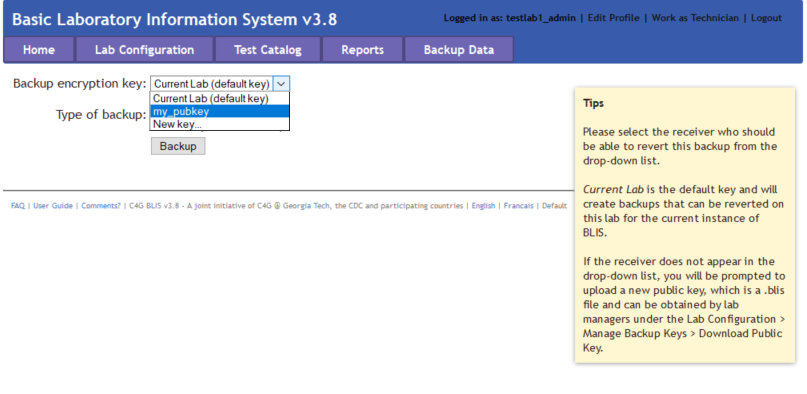 Basic Laboratory Information System v3.8
Logged in as: testlab1_admin | Edit Profile | Work as Technician | Logout
Home Lab Configuration Test Catalog Reports Backup Data
Backup encryption key: Current Lab (default key)
Current Lab (default key)
my_pubkey
Type of backup:
New key...
Backup
Tips
Please select the receiver who should
be able to revert this backup from the
drop-down list.
Current Lab is the default key and will
create backups that can be reverted on
this lab for the current instance of
BLIS.
If the receiver does not appear in the
drop-down list, you will be prompted to
upload a new public key, which is a .blis
file and can be obtained by lab
managers under the Lab Configuration >
Manage Backup Keys > Download Public
Key.
FAQ | User Guide | Comments? | C4G BLIS v3.8 - A joint initiative of C4G @ Georgia Tech, the CDC and participating countries | English | Francais | Default